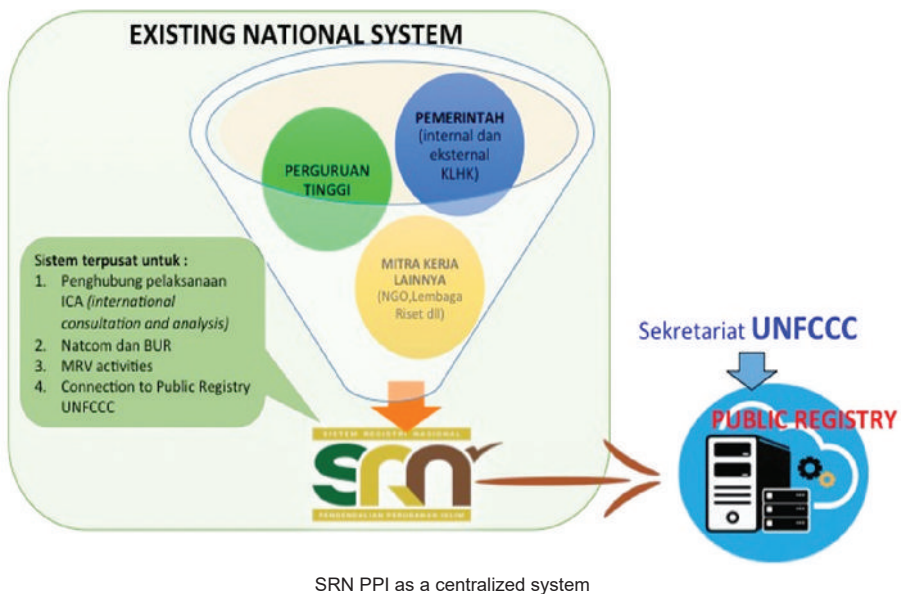 EXISTING NATIONAL SYSTEM
PEMERINTAH
(internal dan
eksternal
KLHK)
PERGURUAN
TINGGI
MITRA KERJA
LAINNYA
(NGO,Lembaga
Riset dll)
Sistem terpusat untuk :
1. Penghubung pelaksanaan
ICA (international
consultation and analysis)
2. Natcom dan BUR
3. MRV activities
4. Connection to Public Registry
UNFCCC
SISTEM REGISTRI NASIONAL
SRN
PENGENDALIAN PERUBAHAN IKLIM
Sekretariat UNFCCC
PUBLIC REGISTRY
SRN PPI as a centralized system